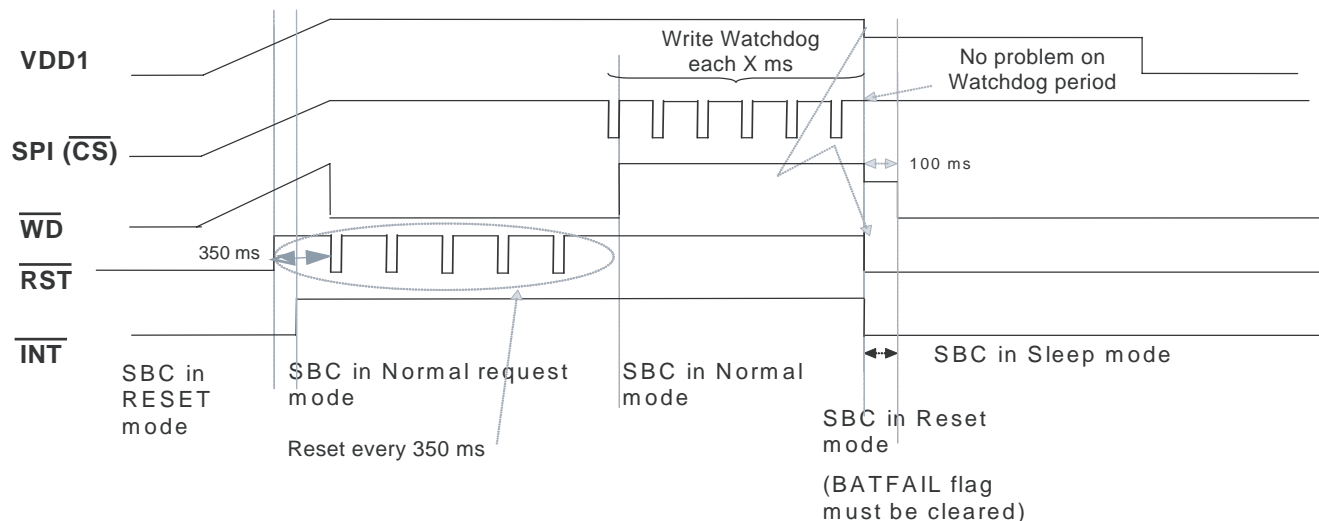 VDD1
Write Watchdog
each X ms
No problem on
Watchdog period
SPI (CS)
100 ms
WD
350 ms
RST
INT
SBC in
RESET
mode
SBC in Normal request
mode
SBC in Normal
mode
SBC in Sleep mode
SBC in Reset
mode
Reset every 350 ms
(BATFAIL flag
must be cleared)